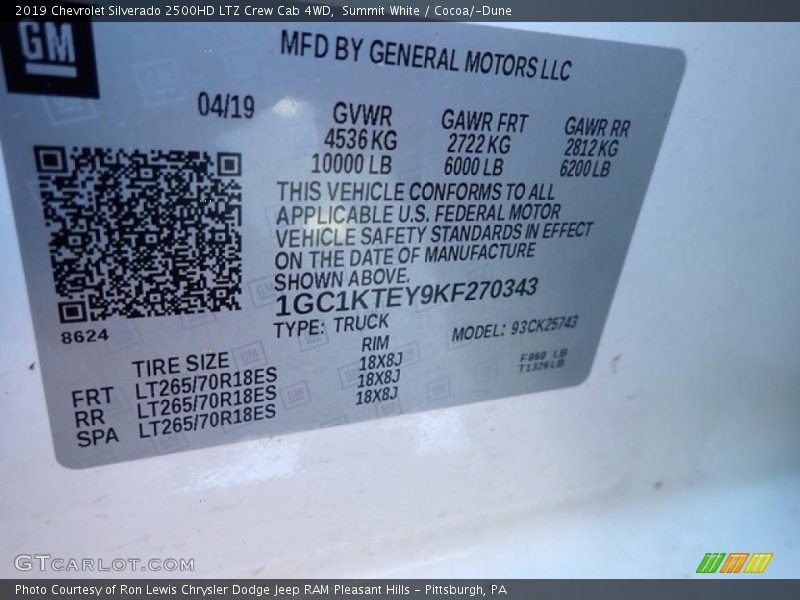 2019 Chevrolet Silverado 2500HD LTZ Crew Cab 4WD, Summit White / Cocoa/-Dune
GM
MFD BY GENERAL MOTORS LLC
04/19
GVWR GAWR FRT GAWR RR
4536 KG 2722 KG 2812 KG
10000 LB 6000 LB 6200 LB
THIS VEHICLE CONFORMS TO ALL
APPLICABLE U.S. FEDERAL MOTOR
VEHICLE SAFETY STANDARDS IN EFFECT
ON THE DATE OF MANUFACTURE
SHOWN ABOVE.
1GC1KTEY9KF270343
8624
TYPE: TRUCK MODEL: 93CK25743
TIRE SIZE RIM
FRT LT265/70R18ES 18X8J
RR LT265/70R18ES 18X8J
SPA LT265/70R18ES 18X8J
F860 LB
T1326LB
GTCARLOT.COM
Photo Courtesy of Ron Lewis Chrysler Dodge Jeep RAM Pleasant Hills - Pittsburgh, PA